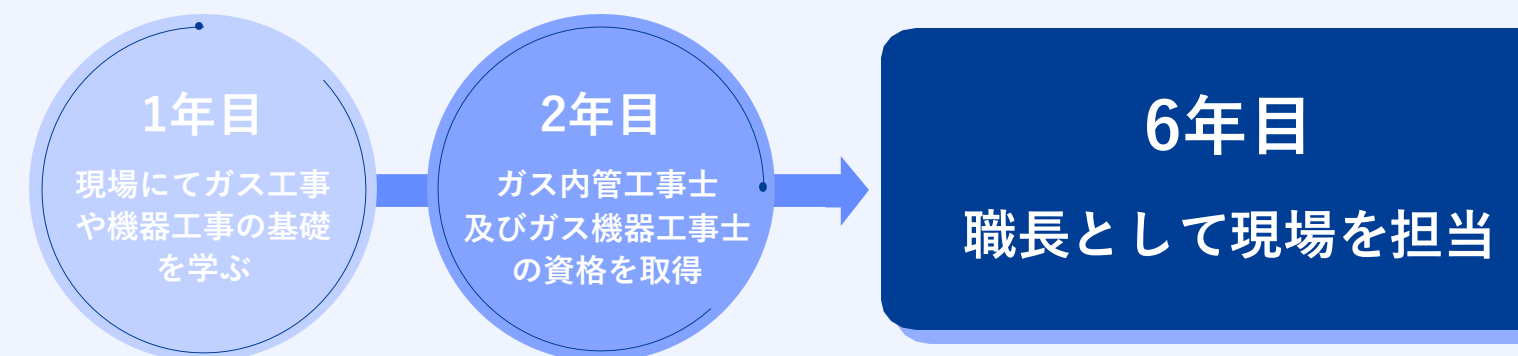 1年目
現場にてガス工事
や機器工事の基礎
を学ぶ
2年目
ガス内管工事士
及びガス機器工事士
の資格を取得
6年目
職長として現場を担当